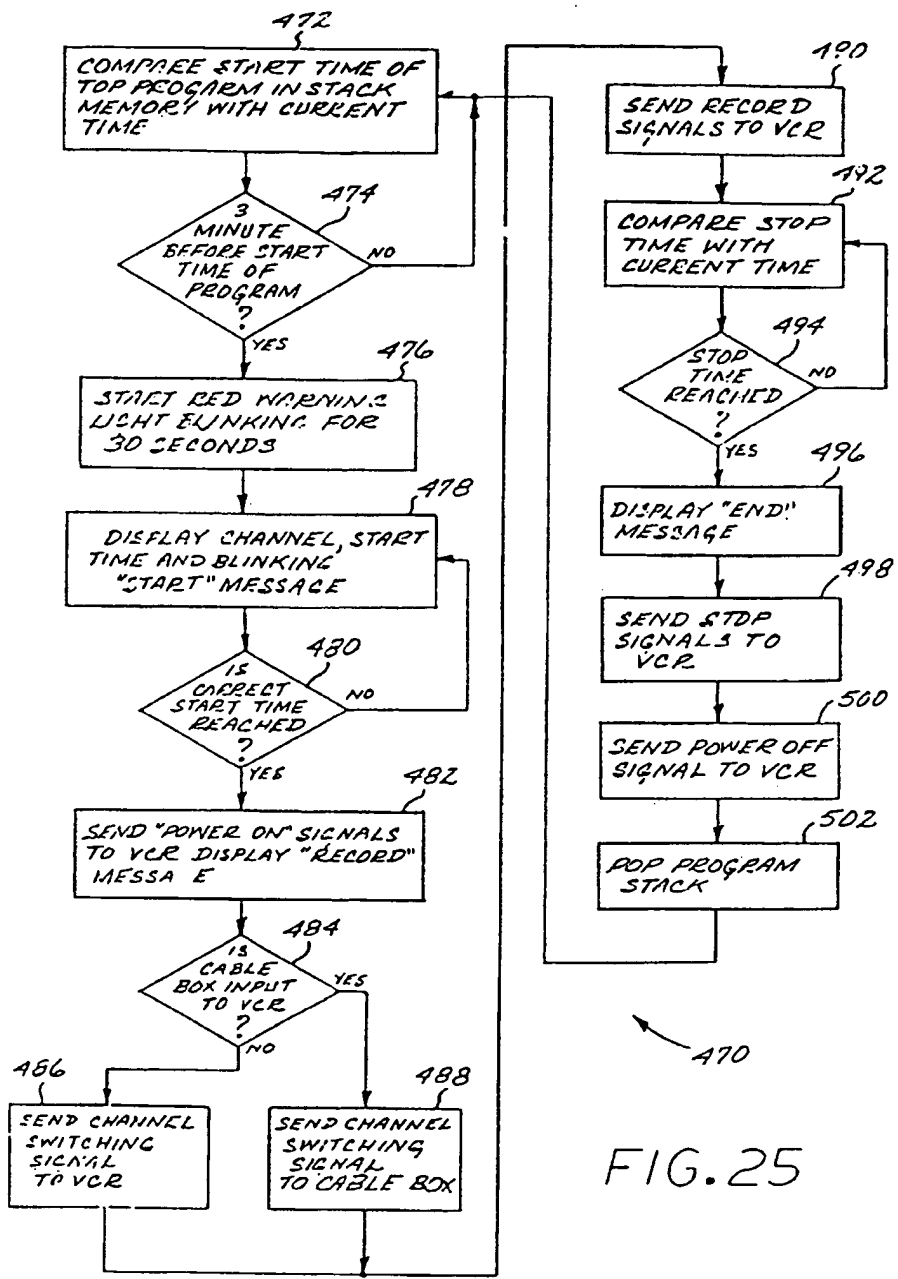 472
COMPARE START TIME OF
TOP PROGARM IN STACK
MEMORY WITH CURRENT
TIME
474
3
MINUTE
BEFORE START
TIME OF
PROGRAM
?
NO
YES
476
START RED WARNING
LIGHT BLINKING FOR
30 SECONDS
478
DISPLAY CHANNEL, START
TIME AND BLINKING
"START" MESSAGE
480
IS
CORRECT
START TIME
REACHED
?
NO
YES
482
SEND "POWER ON" SIGNALS
TO VCR DISPLAY "RECORD"
MESSA E
484
IS
CABLE
BOX INPUT
TO VCR
?
YES
NO
486
SEND CHANNEL
SWITCHING
SIGNAL
TO VCR
488
SEND CHANNEL
SWITCHING
SIGNAL
TO CABLE BOX
490
SEND RECORD
SIGNALS TO VCR
492
COMPARE STOP
TIME WITH
CURRENT TIME
494
STOP
TIME
REACHED
?
NO
YES
496
DISPLAY "END"
MESSAGE
498
SEND STOP
SIGNALS TO
VCR
500
SEND POWER OFF
SIGNAL TO VCR
502
POP PROGRAM
STACK
470
FIG. 25